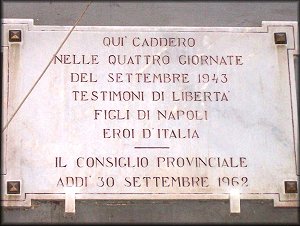 QUI' CADDERO
NELLE QUATTRO GIORNATE
DEL SETTEMBRE 1943
TESTIMONI DI LIBERTA'
FIGLI DI NAPOLI
EROI D'ITALIA
IL CONSIGLIO PROVINCIALE
ADDI' 30 SETTEMBRE 1962